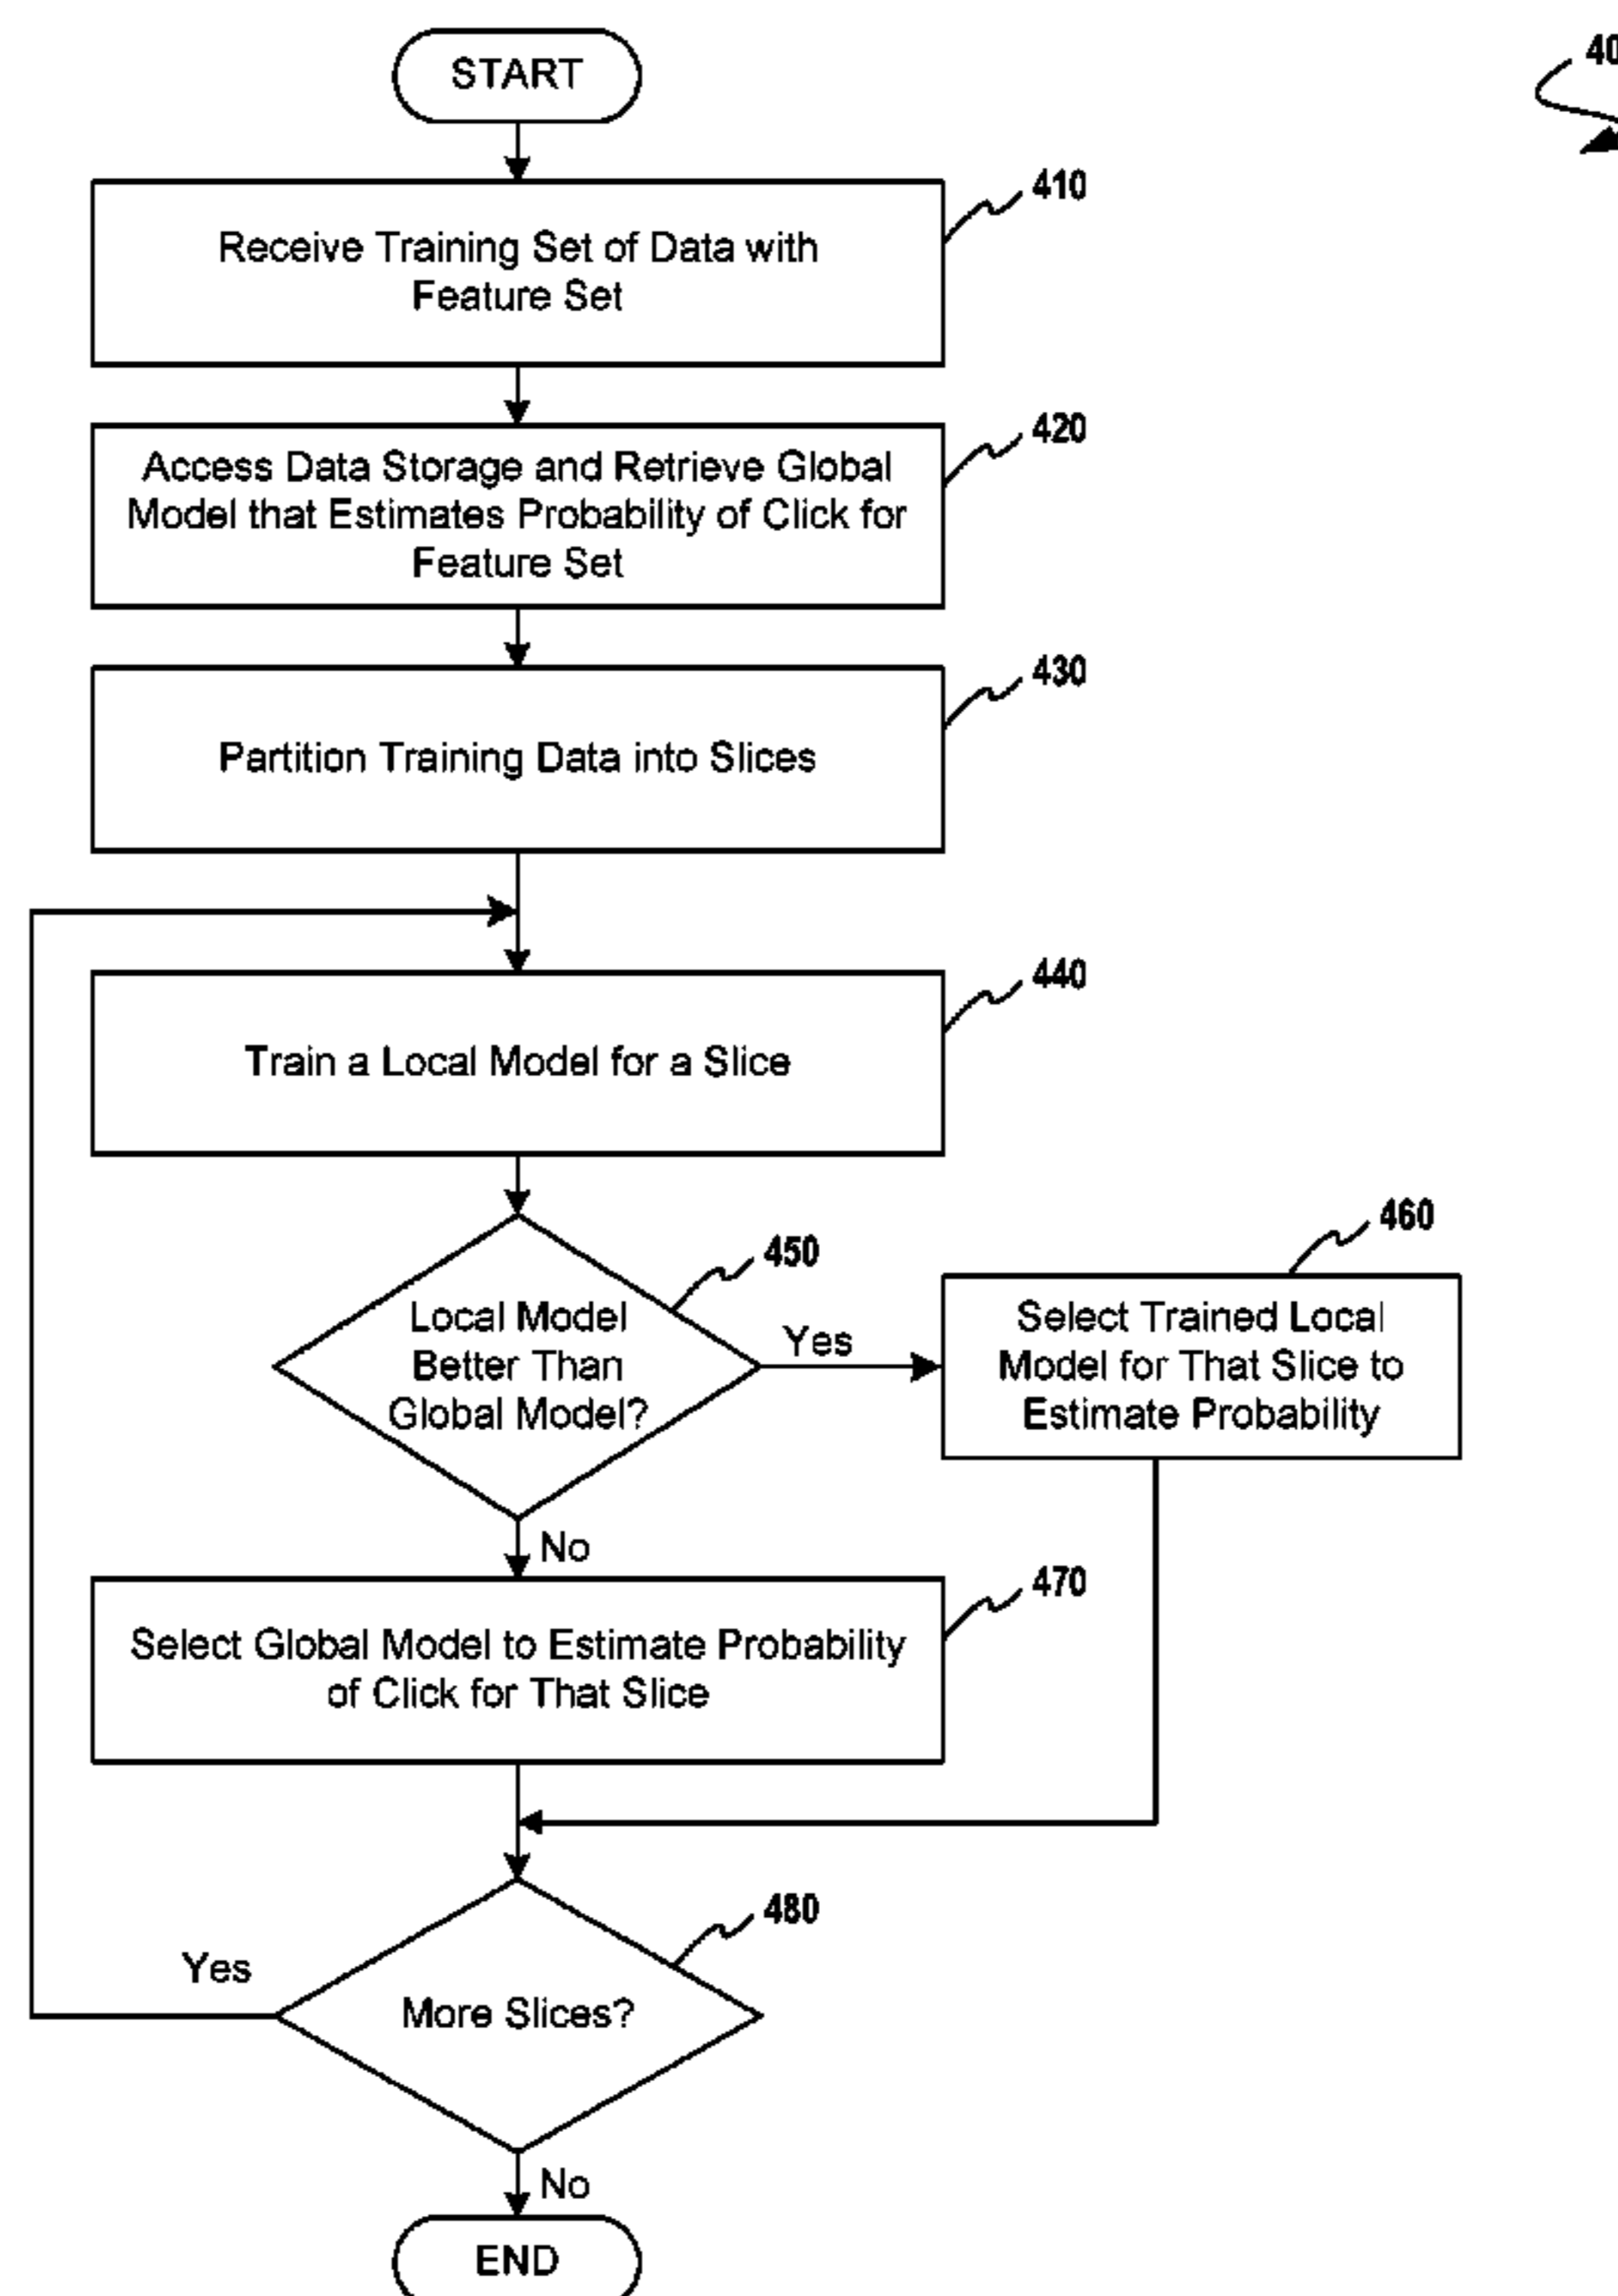 START
40
410
Receive Training Set of Data with
Feature Set
420
Access Data Storage and Retrieve Global
Model that Estimates Probability of Click for
Feature Set
430
Partition Training Data into Slices
440
Train a Local Model for a Slice
450
Local Model
Better Than
Global Model?
Yes
460
Select Trained Local
Model for That Slice to
Estimate Probability
No
470
Select Global Model to Estimate Probability
of Click for That Slice
480
Yes
More Slices?
No
END